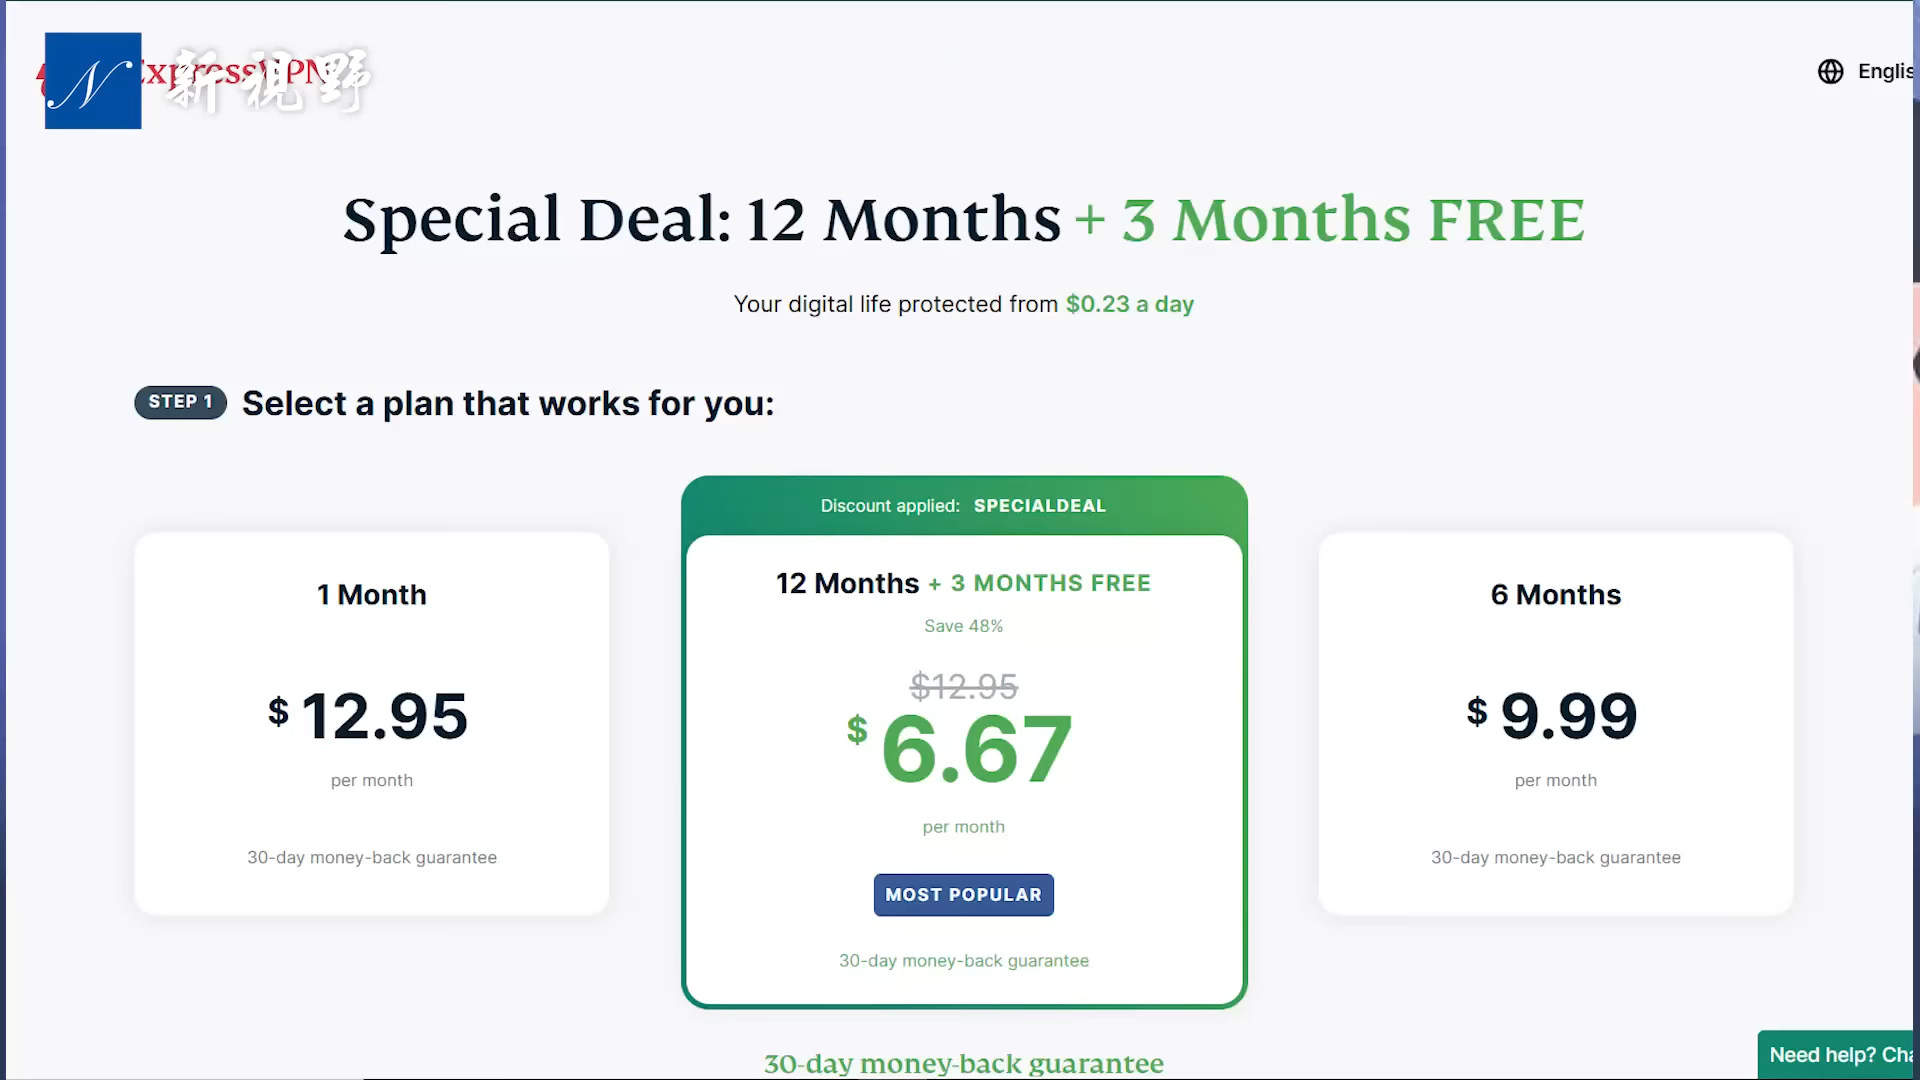 N 新視野
ExpressVPN
Special Deal: 12 Months + 3 Months FREE
Your digital life protected from $0.23 a day
STEP 1 Select a plan that works for you:
Discount applied: SPECIALDEAL
1 Month
$ 12.95
per month
30-day money-back guarantee
12 Months + 3 MONTHS FREE
Save 48%
$12.95
$ 6.67
per month
MOST POPULAR
30-day money-back guarantee
6 Months
$ 9.99
per month
30-day money-back guarantee
30-day money-back guarantee
Need help?